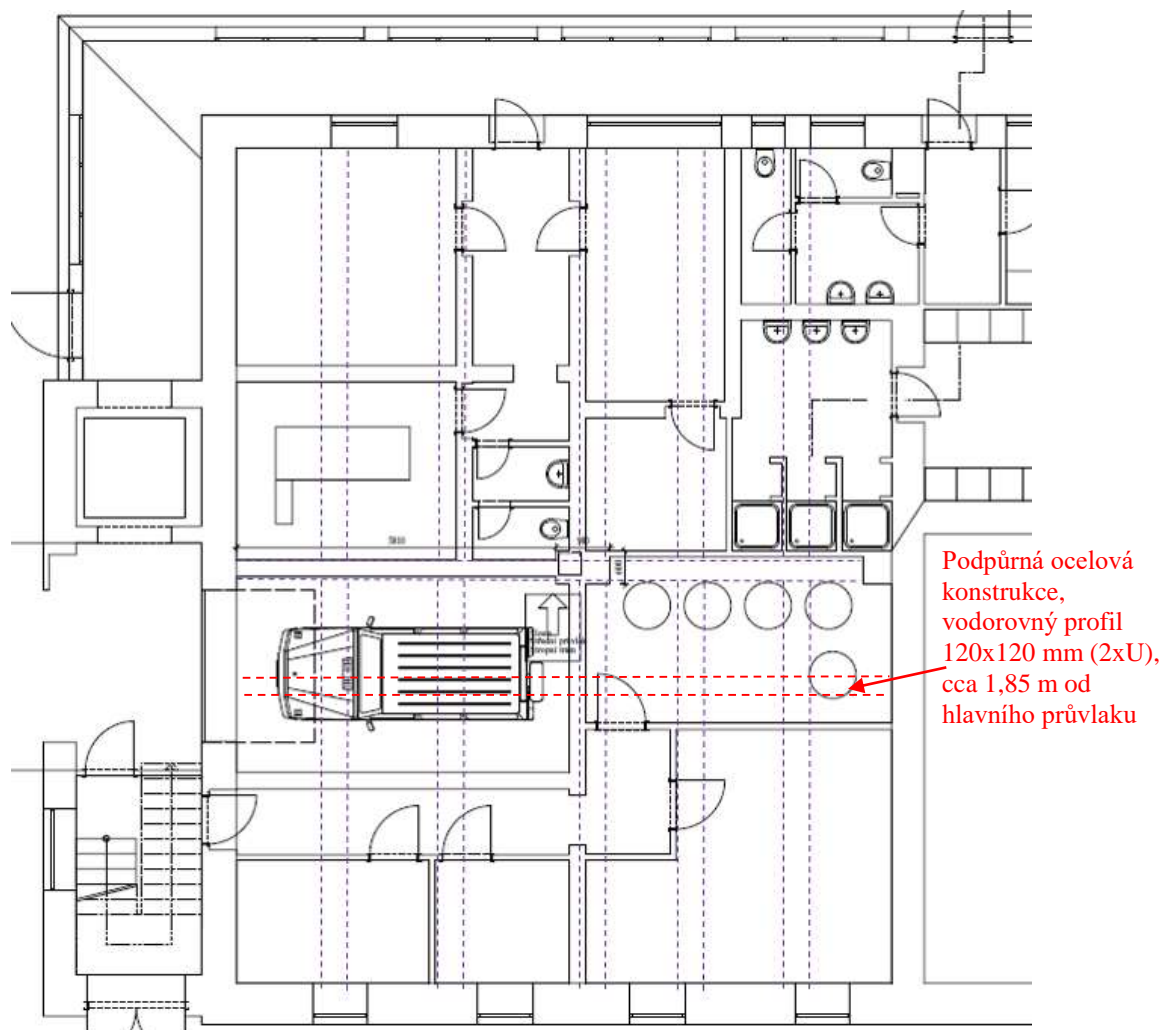 Podpůrná ocelová
konstrukce,
vodorovný profil
120x120 mm (2xU),
cca 1,85 m od
hlavního průvlaku